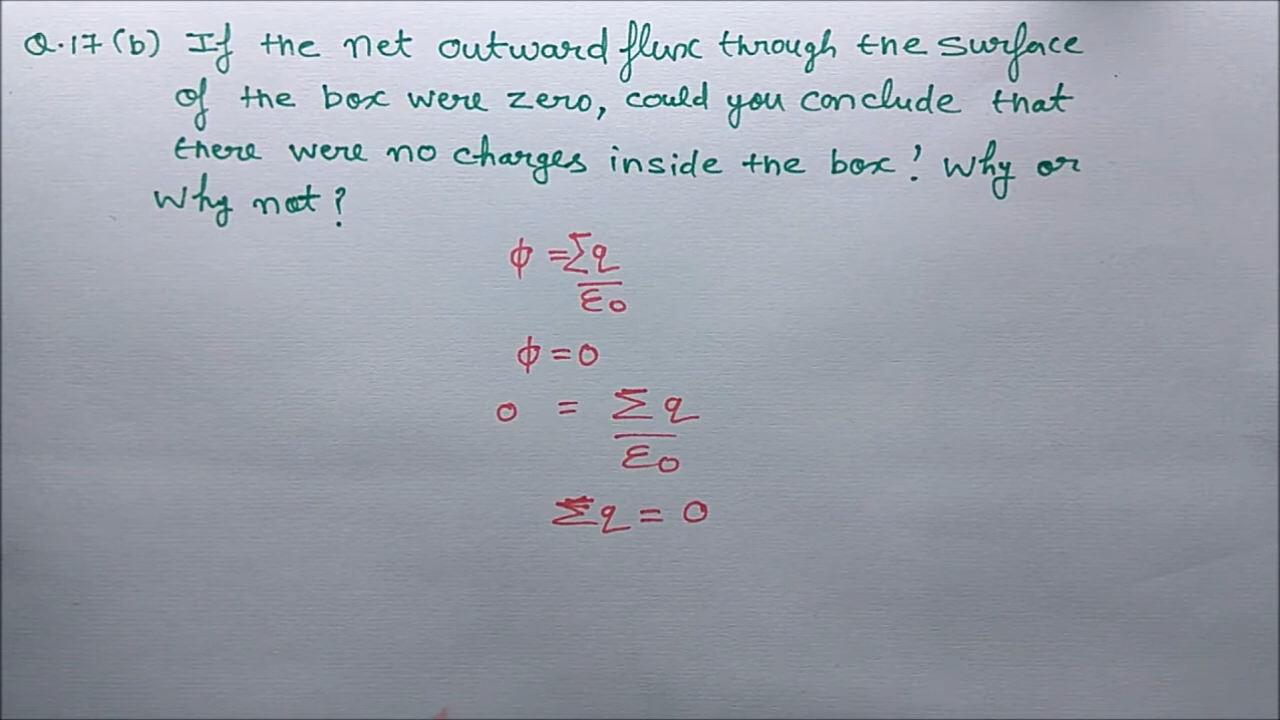 Q.17 (b) If the net outward flux through the surface
of the box were zero, could you conclude that
there were no charges inside the box? Why or
Why not?
φ = Σq
ε0
φ = 0
0 = Σq
ε0
Σq = 0